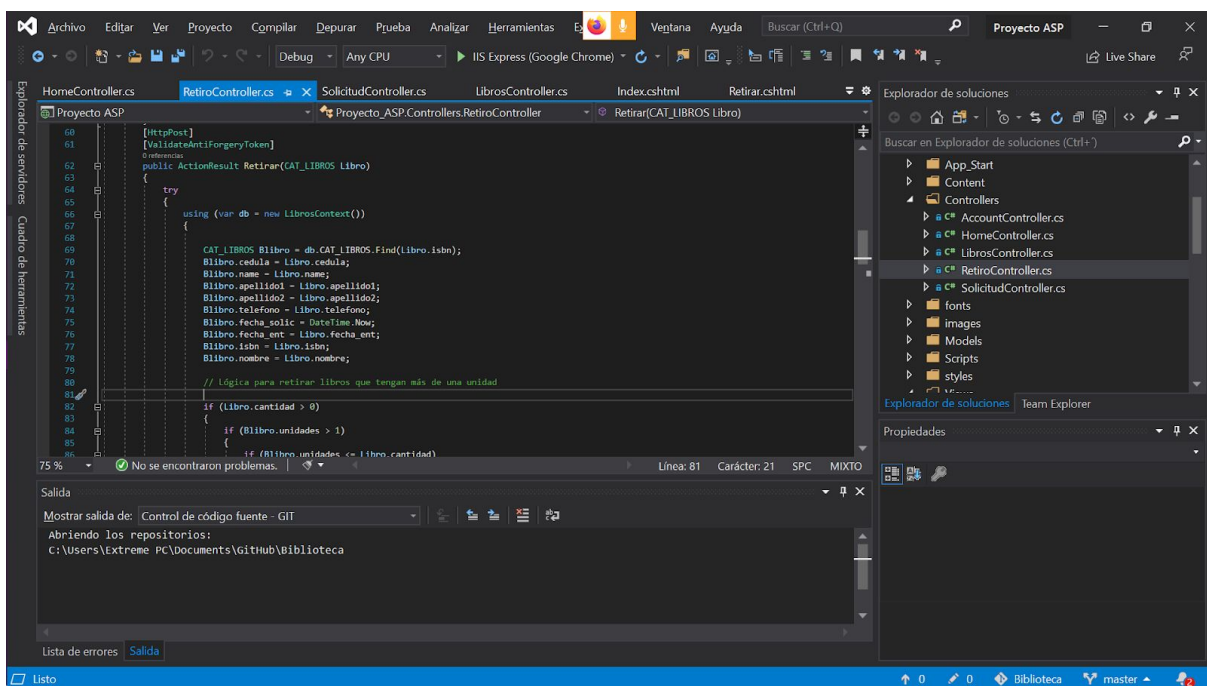 Archivo Editar Ver Proyecto Compilar Depurar Prueba Analizar Herramientas Ventana Ayuda Buscar (Ctrl+Q) Proyecto ASP
Debug Any CPU IIS Express (Google Chrome) Live Share
Explorador de servidores
Cuadro de herramientas
HomeController.cs RetiroController.cs SolicitudController.cs LibrosController.cs Index.cshtml Retirar.cshtml
Proyecto ASP Proyecto_ASP.Controllers.RetiroController Retirar(CAT_LIBROS Libro)
60 [HttpPost]
61 [ValidateAntiForgeryToken]
0 referencias
62 public ActionResult Retirar(CAT_LIBROS Libro)
63 {
64 try
65 {
66 using (var db = new LibrosContext())
67 {
68
69 CAT_LIBROS Blibro = db.CAT_LIBROS.Find(Libro.isbn);
70 Blibro.cedula = Libro.cedula;
71 Blibro.name = Libro.name;
72 Blibro.apellido1 = Libro.apellido1;
73 Blibro.apellido2 = Libro.apellido2;
74 Blibro.telefono = Libro.telefono;
75 Blibro.fecha_solic = DateTime.Now;
76 Blibro.fecha_ent = Libro.fecha_ent;
77 Blibro.isbn = Libro.isbn;
78 Blibro.nombre = Libro.nombre;
79
80 // Lógica para retirar libros que tengan más de una unidad
81
82 if (Libro.cantidad > 0)
83 {
84 if (Blibro.unidades > 1)
85 {
86 if (Blibro.unidades <= Libro.cantidad)
75 % No se encontraron problemas. Línea: 81 Carácter: 21 SPC MIXTO
Salida
Mostrar salida de: Control de código fuente - GIT
Abriendo los repositorios:
C:\Users\Extreme PC\Documents\GitHub\Biblioteca
Lista de errores Salida
Explorador de soluciones
Buscar en Explorador de soluciones (Ctrl+´)
App_Start
Content
Controllers
C# AccountController.cs
C# HomeController.cs
C# LibrosController.cs
C# RetiroController.cs
C# SolicitudController.cs
fonts
images
Models
Scripts
styles
Views
Explorador de soluciones Team Explorer
Propiedades
Listo 0 0 Biblioteca master 2